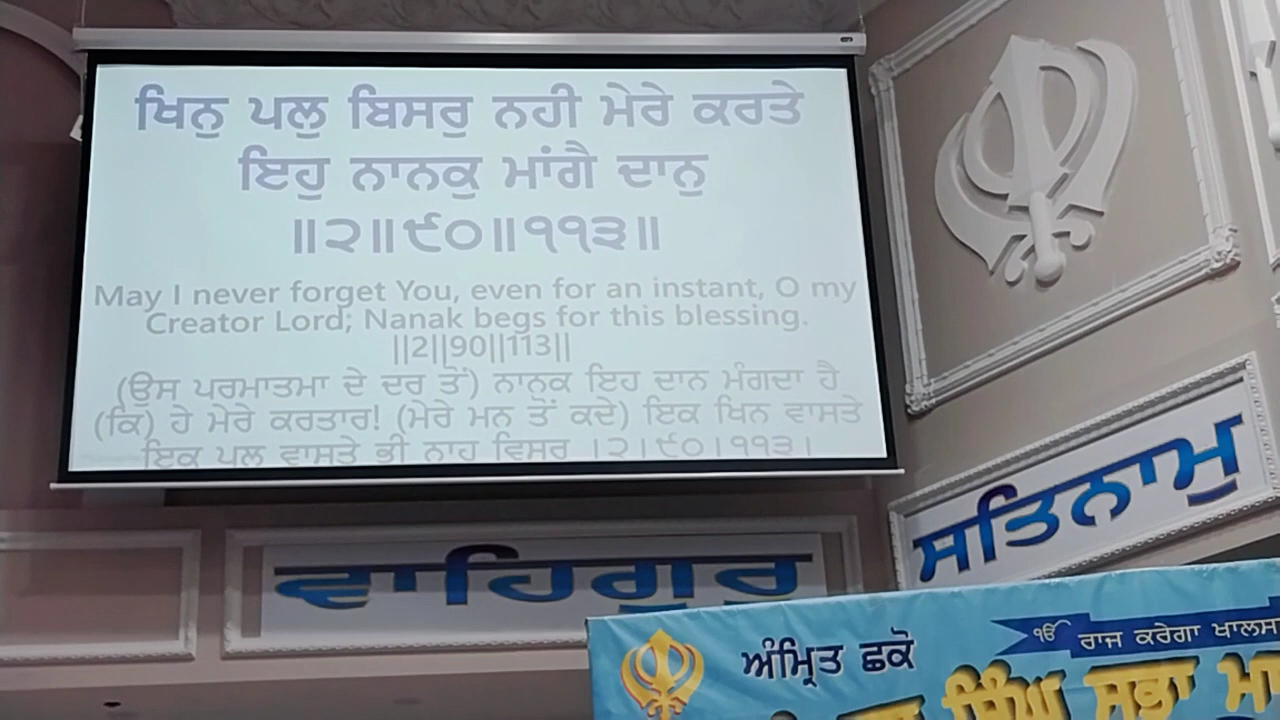 ਖਿਨੁ ਪਲੁ ਬਿਸਰੁ ਨਹੀ ਮੇਰੇ ਕਰਤੇ
ਇਹੁ ਨਾਨਕੁ ਮਾਂਗੈ ਦਾਨੁ
॥੨॥੯੦॥੧੧੩॥
May I never forget You, even for an instant, O my
Creator Lord; Nanak begs for this blessing.
||2||90||113||
(ਉਸ ਪਰਮਾਤਮਾ ਦੇ ਦਰ ਤੋਂ) ਨਾਨਕ ਇਹ ਦਾਨ ਮੰਗਦਾ ਹੈ
(ਕਿ) ਹੇ ਮੇਰੇ ਕਰਤਾਰ! (ਮੇਰੇ ਮਨ ਤੋਂ ਕਦੇ) ਇਕ ਖਿਨ ਵਾਸਤੇ
ਇਕ ਪਲ ਵਾਸਤੇ ਭੀ ਨਾਹ ਵਿਸਰ ।੨।੯੦।੧੧੩।
ਸਤਿਨਾਮੁ
ਵਾਹਿਗੁਰੂ
ੴ ਰਾਜ ਕਰੇਗਾ ਖਾਲਸਾ
ਅੰਮ੍ਰਿਤ ਛਕੋ
ਸਿੰਘ ਸਭਾ